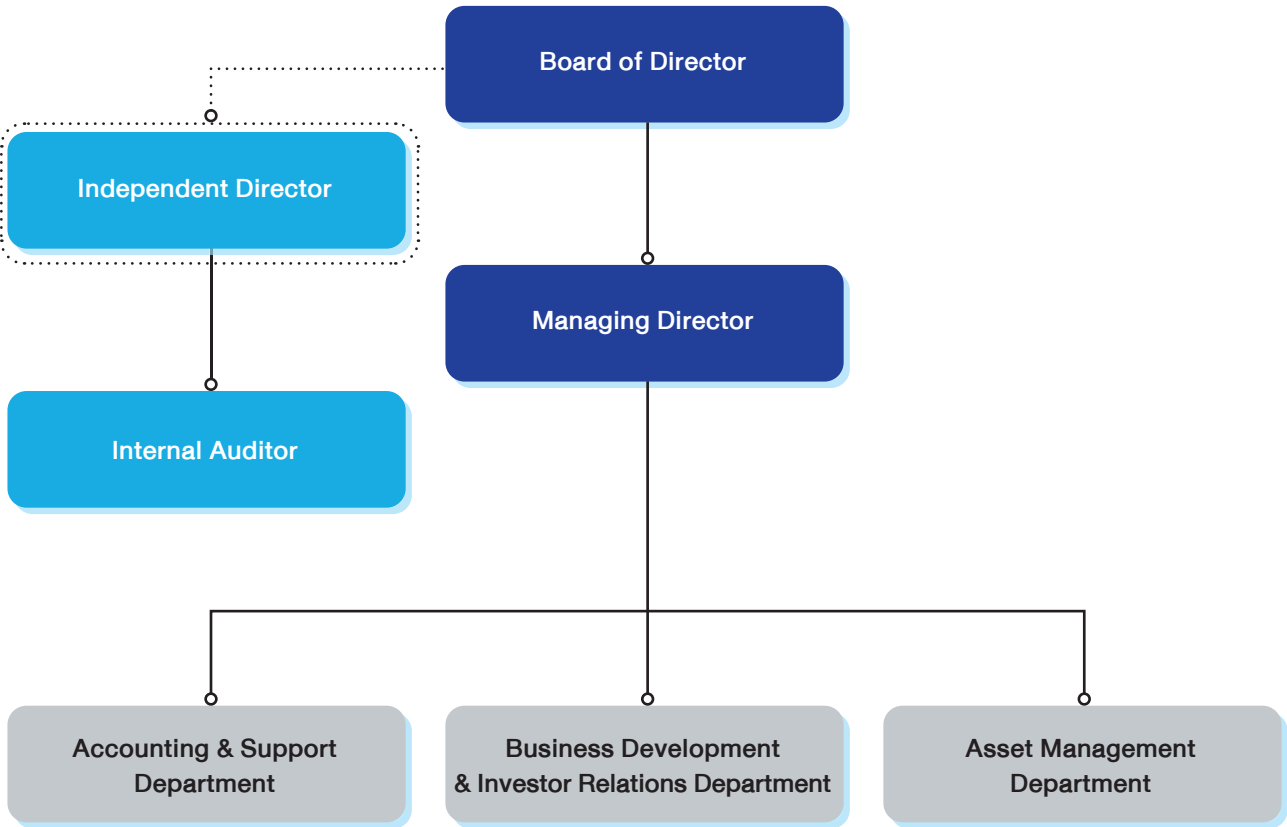 Board of Director
Independent Director
Managing Director
Internal Auditor
Accounting & Support
Department
Business Development
& Investor Relations Department
Asset Management
Department